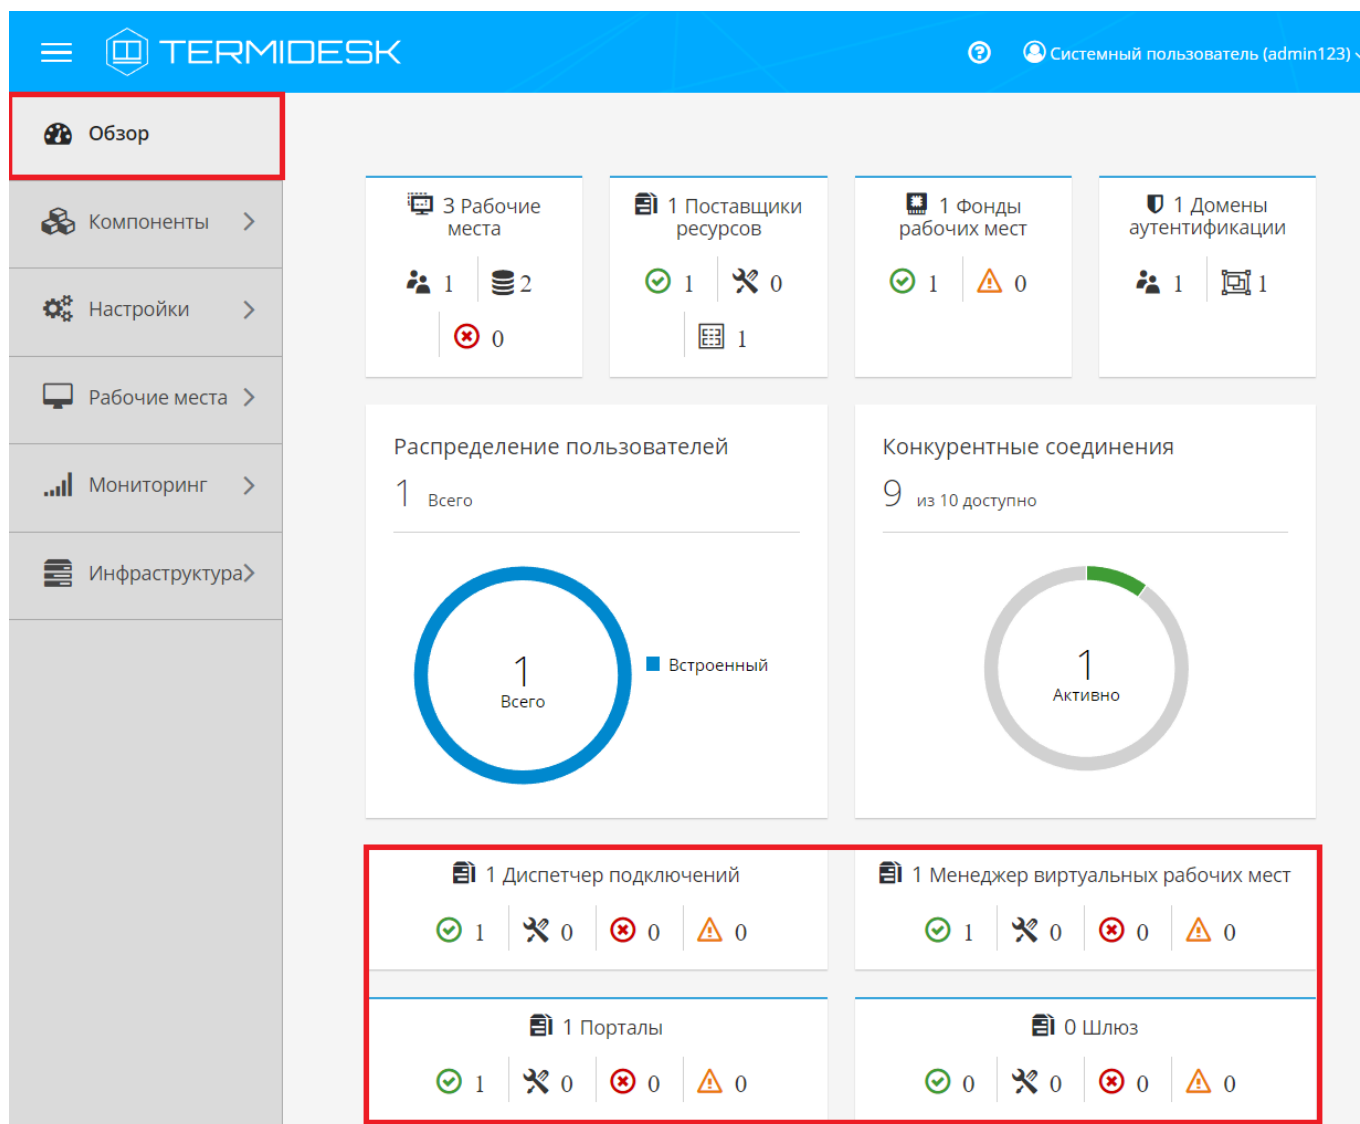 TERMIDESK
Системный пользователь (admin123)
Обзор
Компоненты
Настройки
Рабочие места
Мониторинг
Инфраструктура
3 Рабочие
места
1
2
0
1 Поставщики
ресурсов
1
0
1
1 Фонды
рабочих мест
1
0
1 Домены
аутентификации
1
1
Распределение пользователей
1 Всего
1
Всего
Встроенный
Конкурентные соединения
9 из 10 доступно
1
Активно
1 Диспетчер подключений
1
0
0
0
1 Менеджер виртуальных рабочих мест
1
0
0
0
1 Порталы
1
0
0
0
0 Шлюз
0
0
0
0